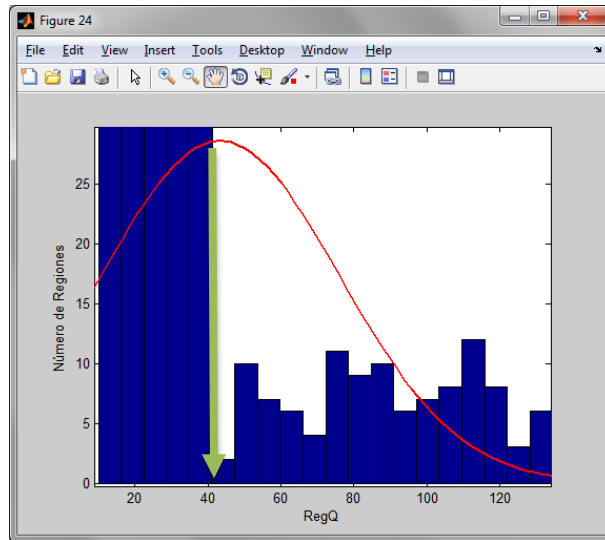 Figure 24
File Edit View Insert Tools Desktop Window Help
25
20
15
10
5
0
Número de Regiones
20 40 60 80 100 120
RegQ